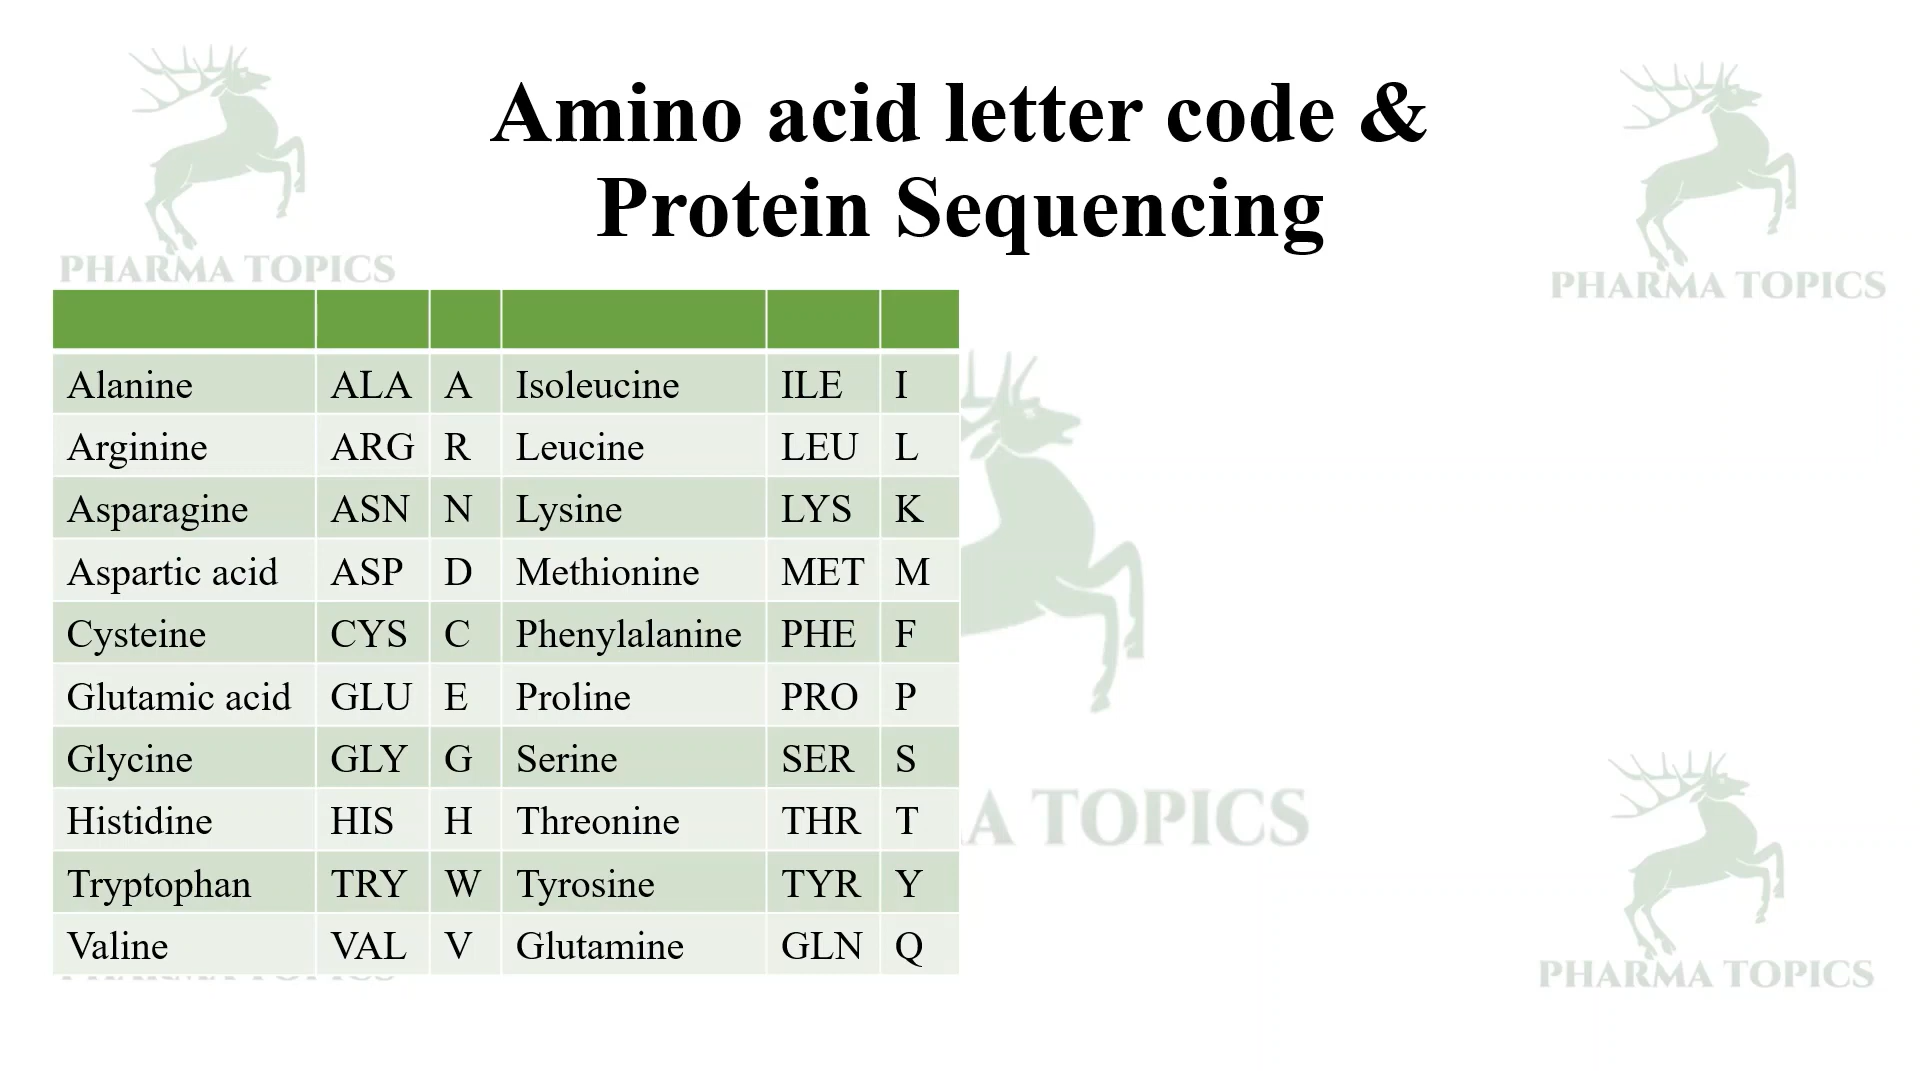 Amino acid letter code &
Protein Sequencing
PHARMA TOPICS
PHARMA TOPICS
Alanine ALA A Isoleucine ILE I
Arginine ARG R Leucine LEU L
Asparagine ASN N Lysine LYS K
Aspartic acid ASP D Methionine MET M
Cysteine CYS C Phenylalanine PHE F
Glutamic acid GLU E Proline PRO P
Glycine GLY G Serine SER S
Histidine HIS H Threonine THR T
A TOPICS
Tryptophan TRY W Tyrosine TYR Y
Valine VAL V Glutamine GLN Q
PHARMA TOPICS